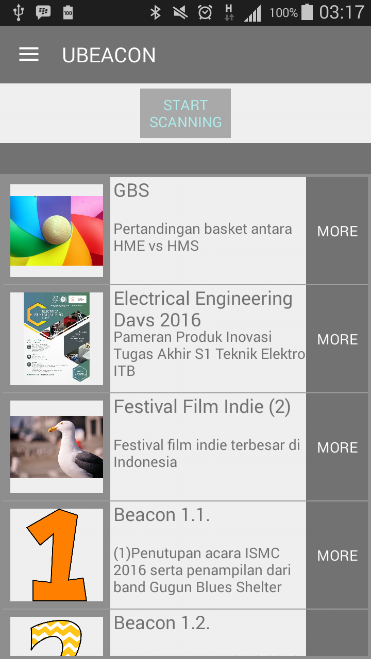 H
100%
03:17
UBEACON
START
SCANNING
GBS
Pertandingan basket antara
HME vs HMS
MORE
Electrical Engineering
Days 2016
Pameran Produk Inovasi
Tugas Akhir S1 Teknik Elektro
ITB
MORE
Festival Film Indie (2)
Festival film indie terbesar di
Indonesia
MORE
1
Beacon 1.1.
(1)Penutupan acara ISMC
2016 serta penampilan dari
band Gugun Blues Shelter
MORE
Beacon 1.2.